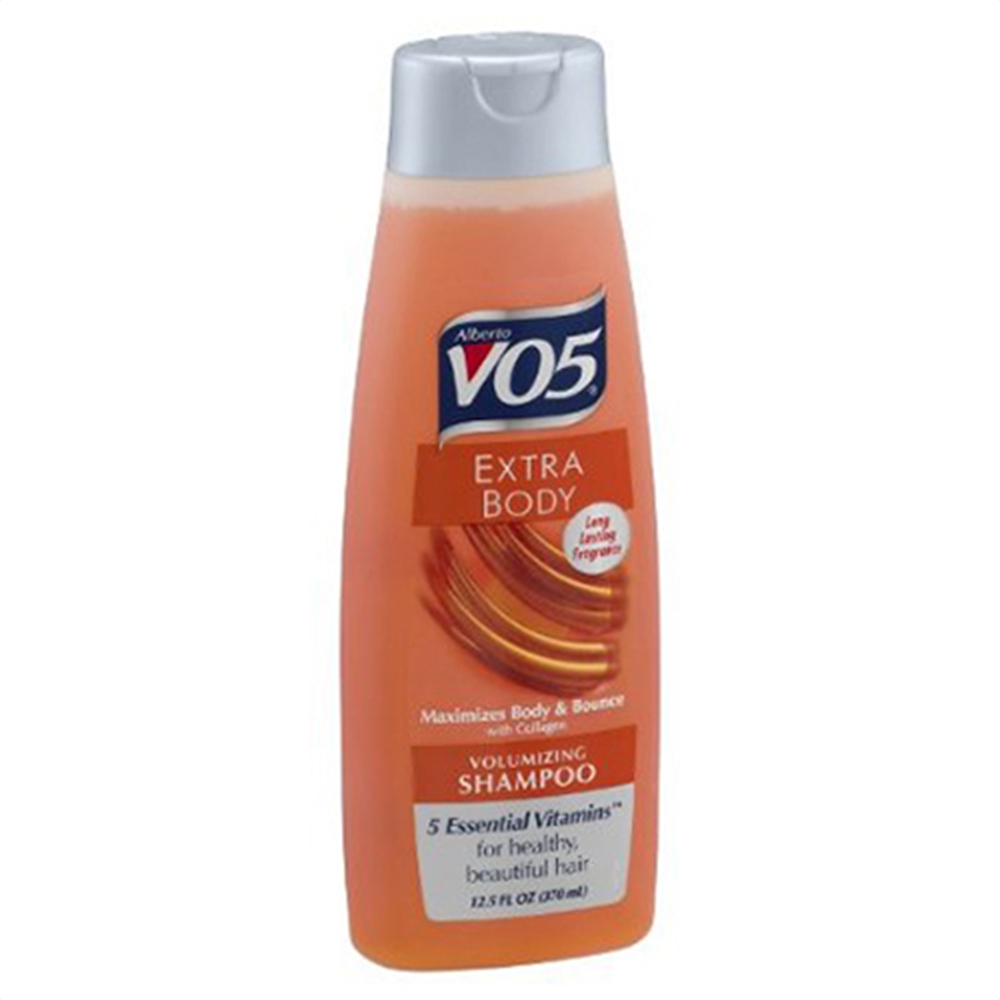 Alberto
VO5®
EXTRA
BODY
Long
Lasting
Fragrance
Maximizes Body & Bounce
with Collagen
VOLUMIZING
SHAMPOO
5 Essential Vitamins™
for healthy,
beautiful hair
12.5 FL OZ (370 mL)